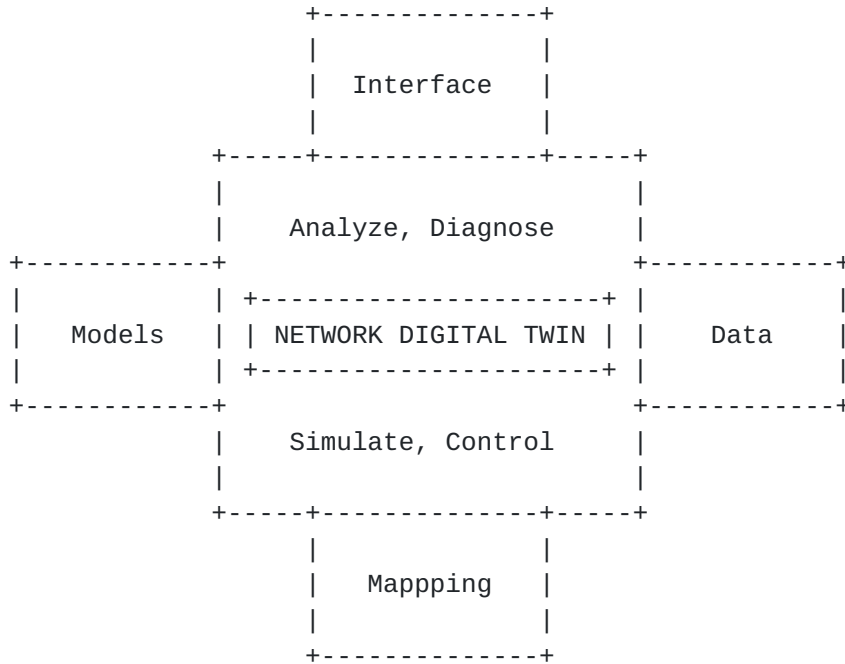 Interface
Analyze, Diagnose
NETWORK DIGITAL TWIN
Models
Data
Simulate, Control
Mappping